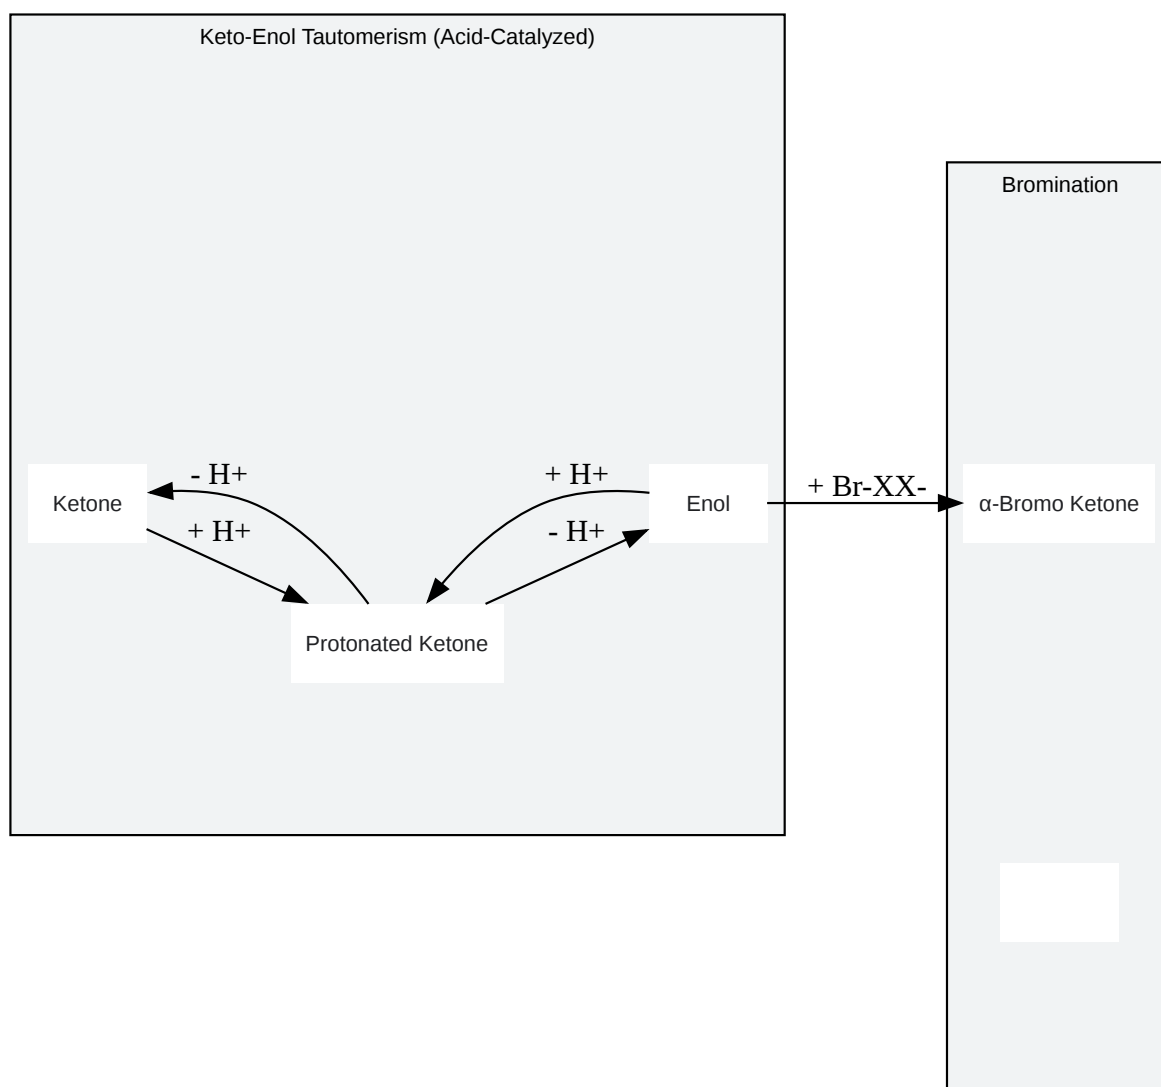 Keto-Enol Tautomerism (Acid-Catalyzed)
Bromination
- H+
+ H+
Ketone
Enol
+ Br-XX-
α-Bromo Ketone
+ H+
- H+
Protonated Ketone